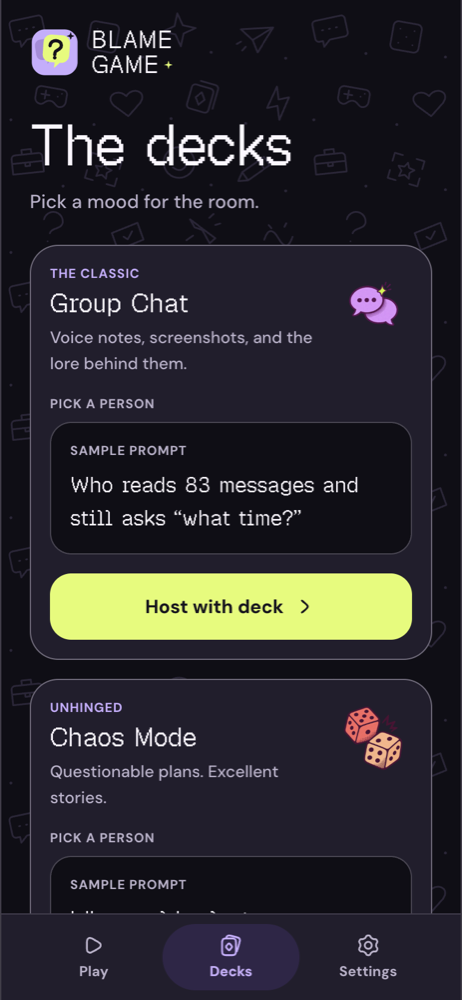 BLAME
GAME
The decks
Pick a mood for the room.
THE CLASSIC
Group Chat
Voice notes, screenshots, and the
lore behind them.
PICK A PERSON
SAMPLE PROMPT
Who reads 83 messages and
still asks “what time?”
Host with deck
UNHINGED
Chaos Mode
Questionable plans. Excellent
stories.
PICK A PERSON
SAMPLE PROMPT
Play
Decks
Settings